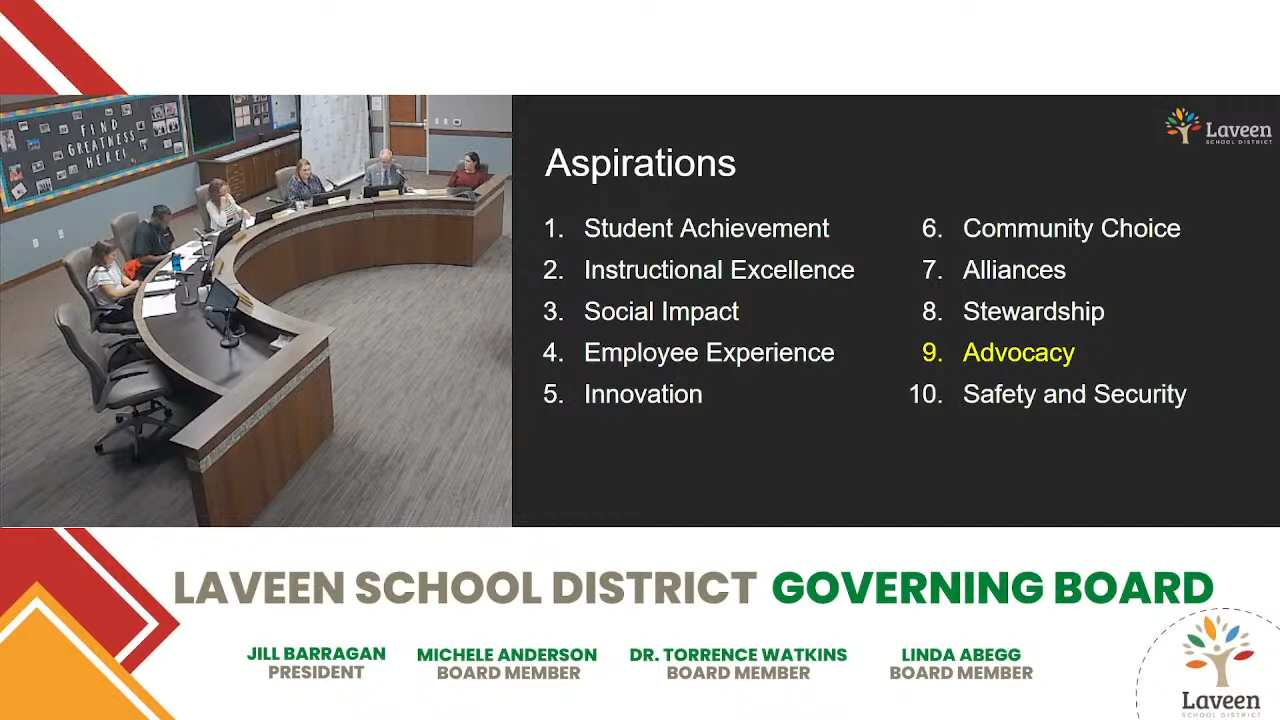 FIND
GREATNESS
HERE!
Laveen
SCHOOL DISTRICT
Aspirations
1. Student Achievement
2. Instructional Excellence
3. Social Impact
4. Employee Experience
5. Innovation
6. Community Choice
7. Alliances
8. Stewardship
9. Advocacy
10. Safety and Security
LAVEEN SCHOOL DISTRICT GOVERNING BOARD
JILL BARRAGAN
PRESIDENT
MICHELE ANDERSON
BOARD MEMBER
DR. TORRENCE WATKINS
BOARD MEMBER
LINDA ABEGG
BOARD MEMBER
Laveen
SCHOOL DISTRICT